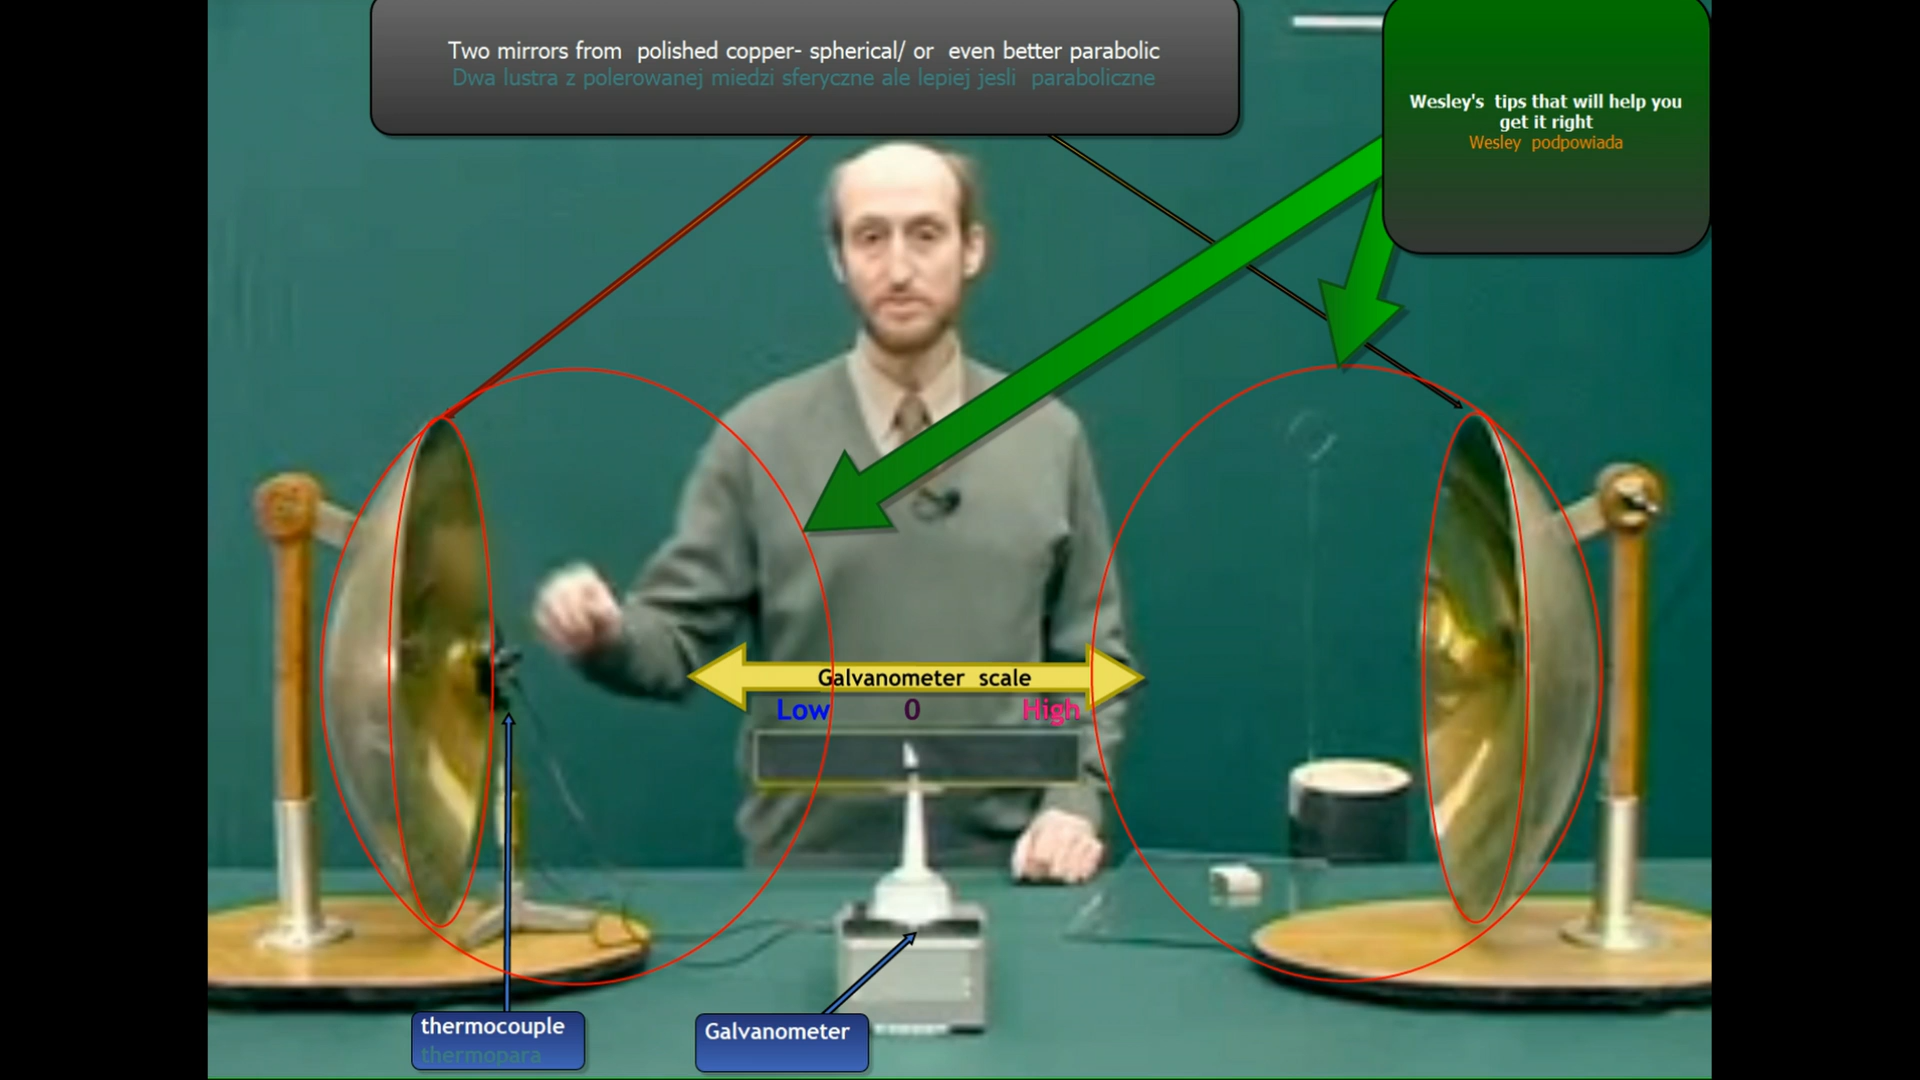 Two mirrors from polished copper- spherical/ or even better parabolic
Dwa lustra z polerowanej miedzi sferyczne ale lepiej jesli paraboliczne
Wesley's tips that will help you
get it right
Wesley podpowiada
Galvanometer scale
Low 0 High
thermocouple
thermopara
Galvanometer